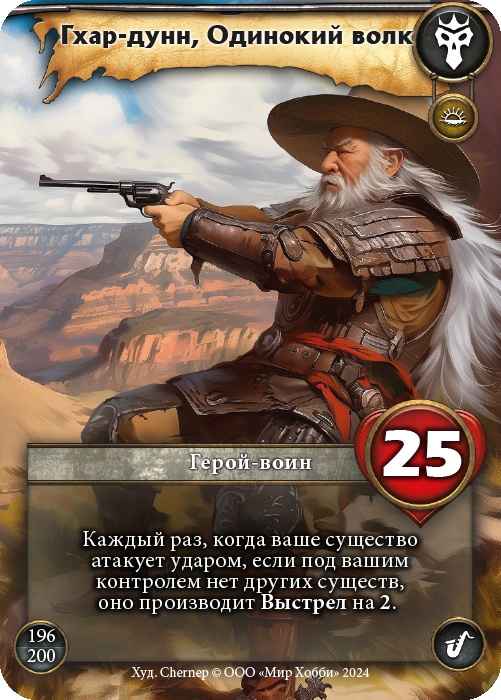 Гхар-дунн, Одинокий волк
Герой-воин
25
Каждый раз, когда ваше существо
атакует ударом, если под вашим
контролем нет других существ,
оно производит Выстрел на 2.
196
200
Худ. Chernep © ООО «Мир Хобби» 2024